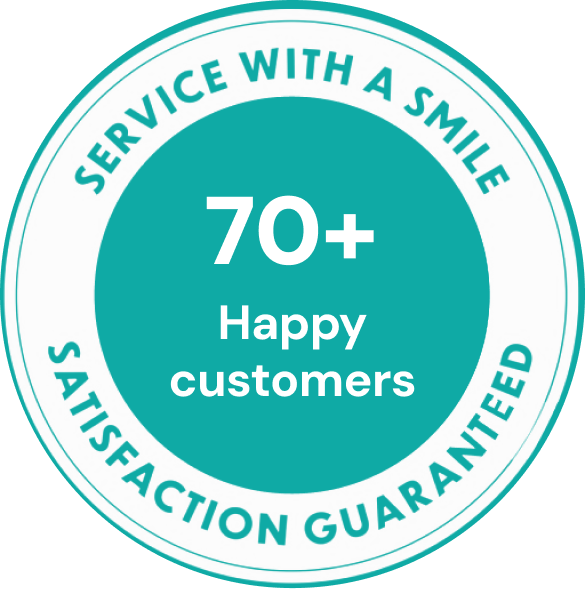 SERVICE WITH A SMILE
70+
Happy
customers
SATISFACTION GUARANTEED